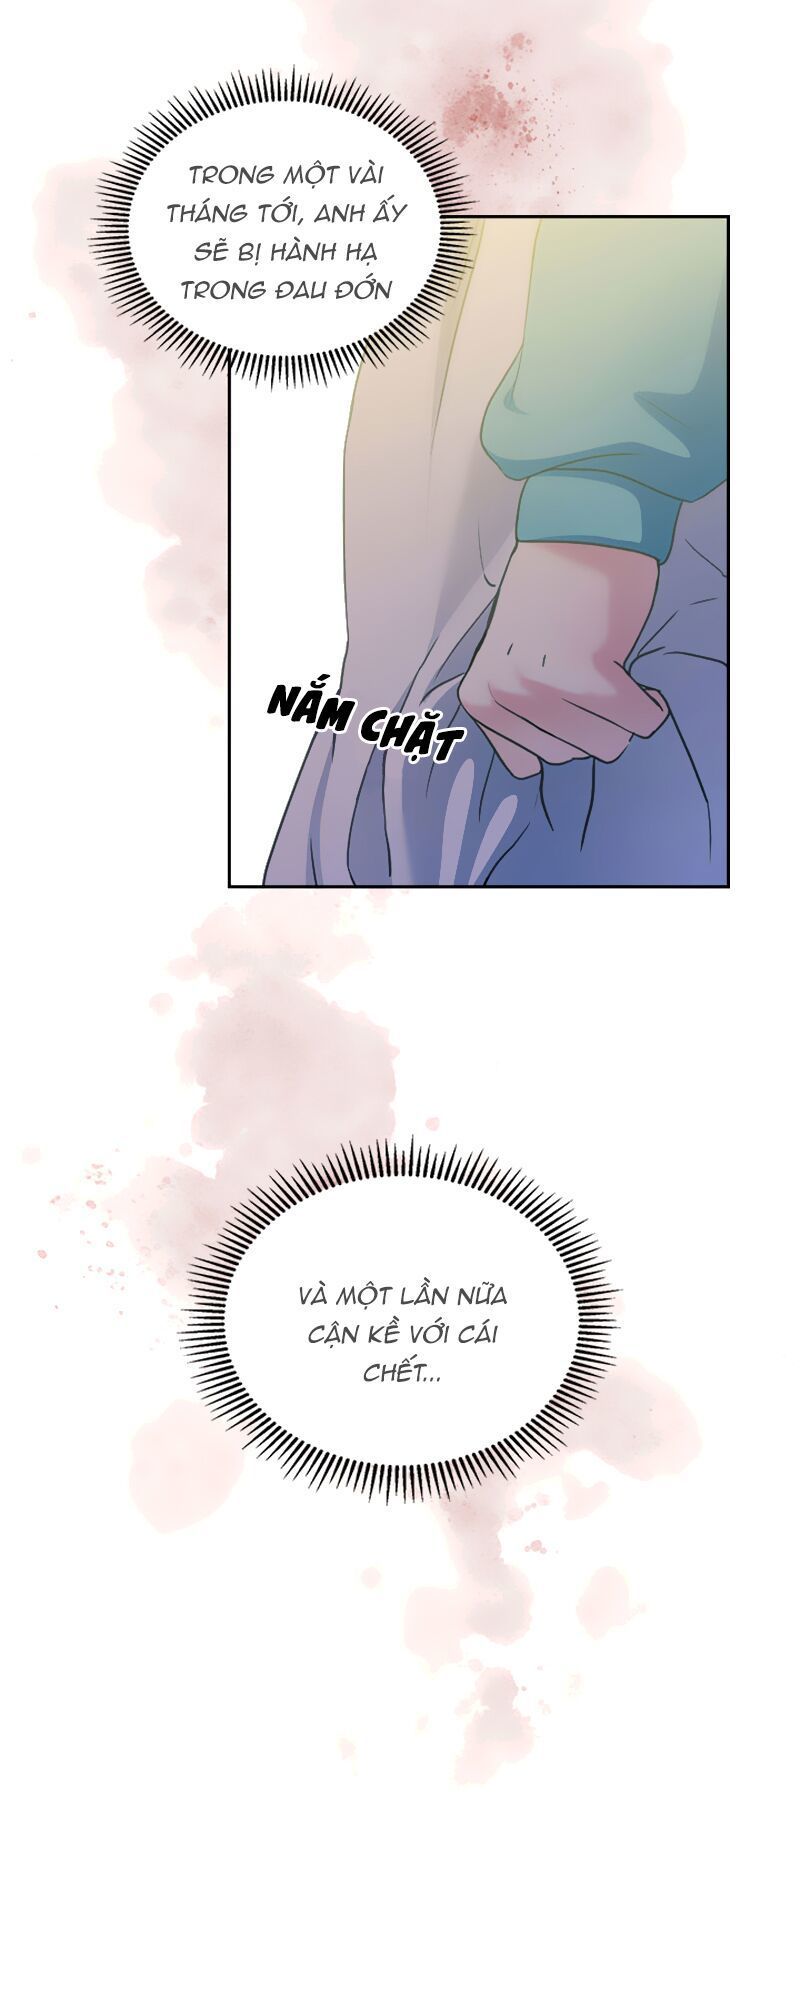 TRONG MỘT VÀI
THÁNG TỚI, ANH ẤY
SẼ BỊ HÀNH HẠ
TRONG ĐAU ĐỚN
NẮM CHẶT
VÀ MỘT LẦN NỮA
CẬN KỀ VỚI CÁI
CHẾT...